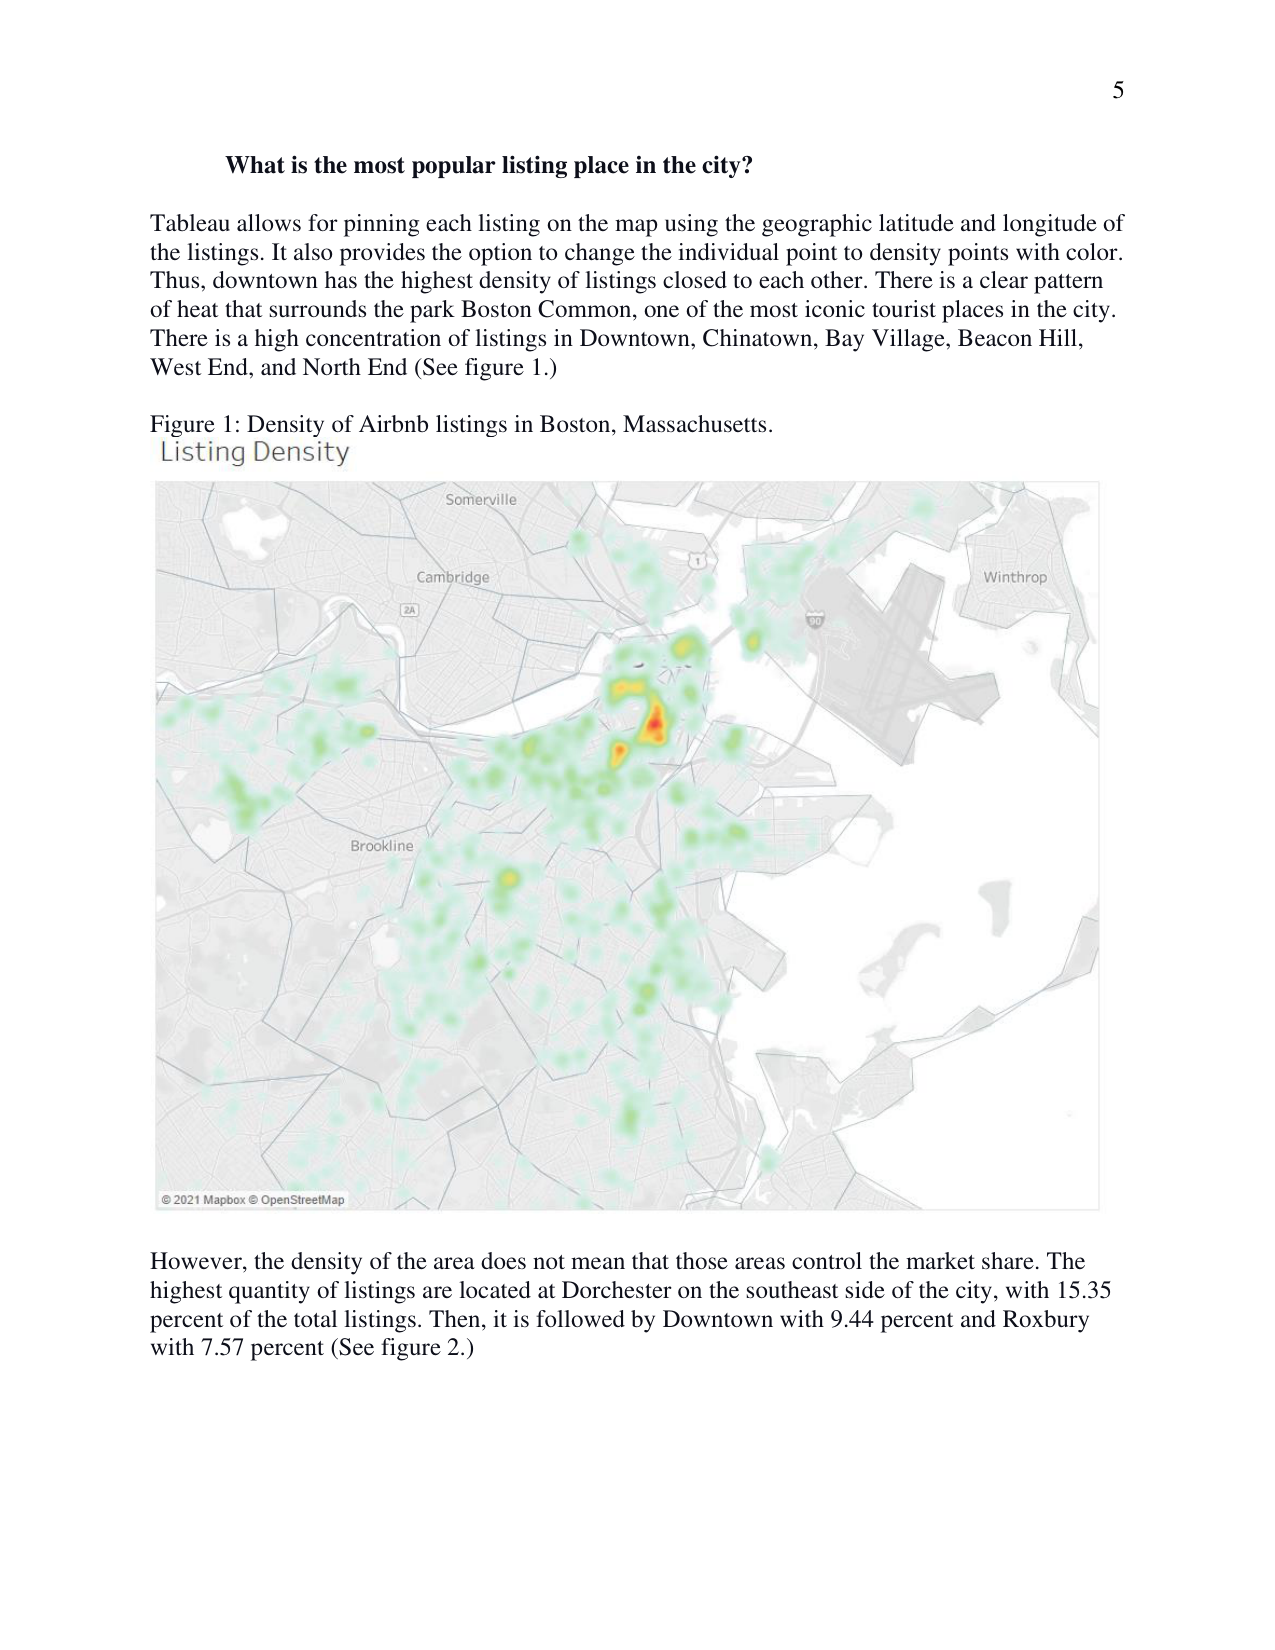 5
What is the most popular listing place in the city?
Tableau allows for pinning each listing on the map using the geographic latitude and longitude of
the listings. It also provides the option to change the individual point to density points with color.
Thus, downtown has the highest density of listings closed to each other. There is a clear pattern
of heat that surrounds the park Boston Common, one of the most iconic tourist places in the city.
There is a high concentration of listings in Downtown, Chinatown, Bay Village, Beacon Hill,
West End, and North End (See figure 1.)
Figure 1: Density of Airbnb listings in Boston, Massachusetts.
Listing Density
Somerville
1
Cambridge
Winthrop
2A
90
Brookline
© 2021 Mapbox © OpenStreetMap
However, the density of the area does not mean that those areas control the market share. The
highest quantity of listings are located at Dorchester on the southeast side of the city, with 15.35
percent of the total listings. Then, it is followed by Downtown with 9.44 percent and Roxbury
with 7.57 percent (See figure 2.)